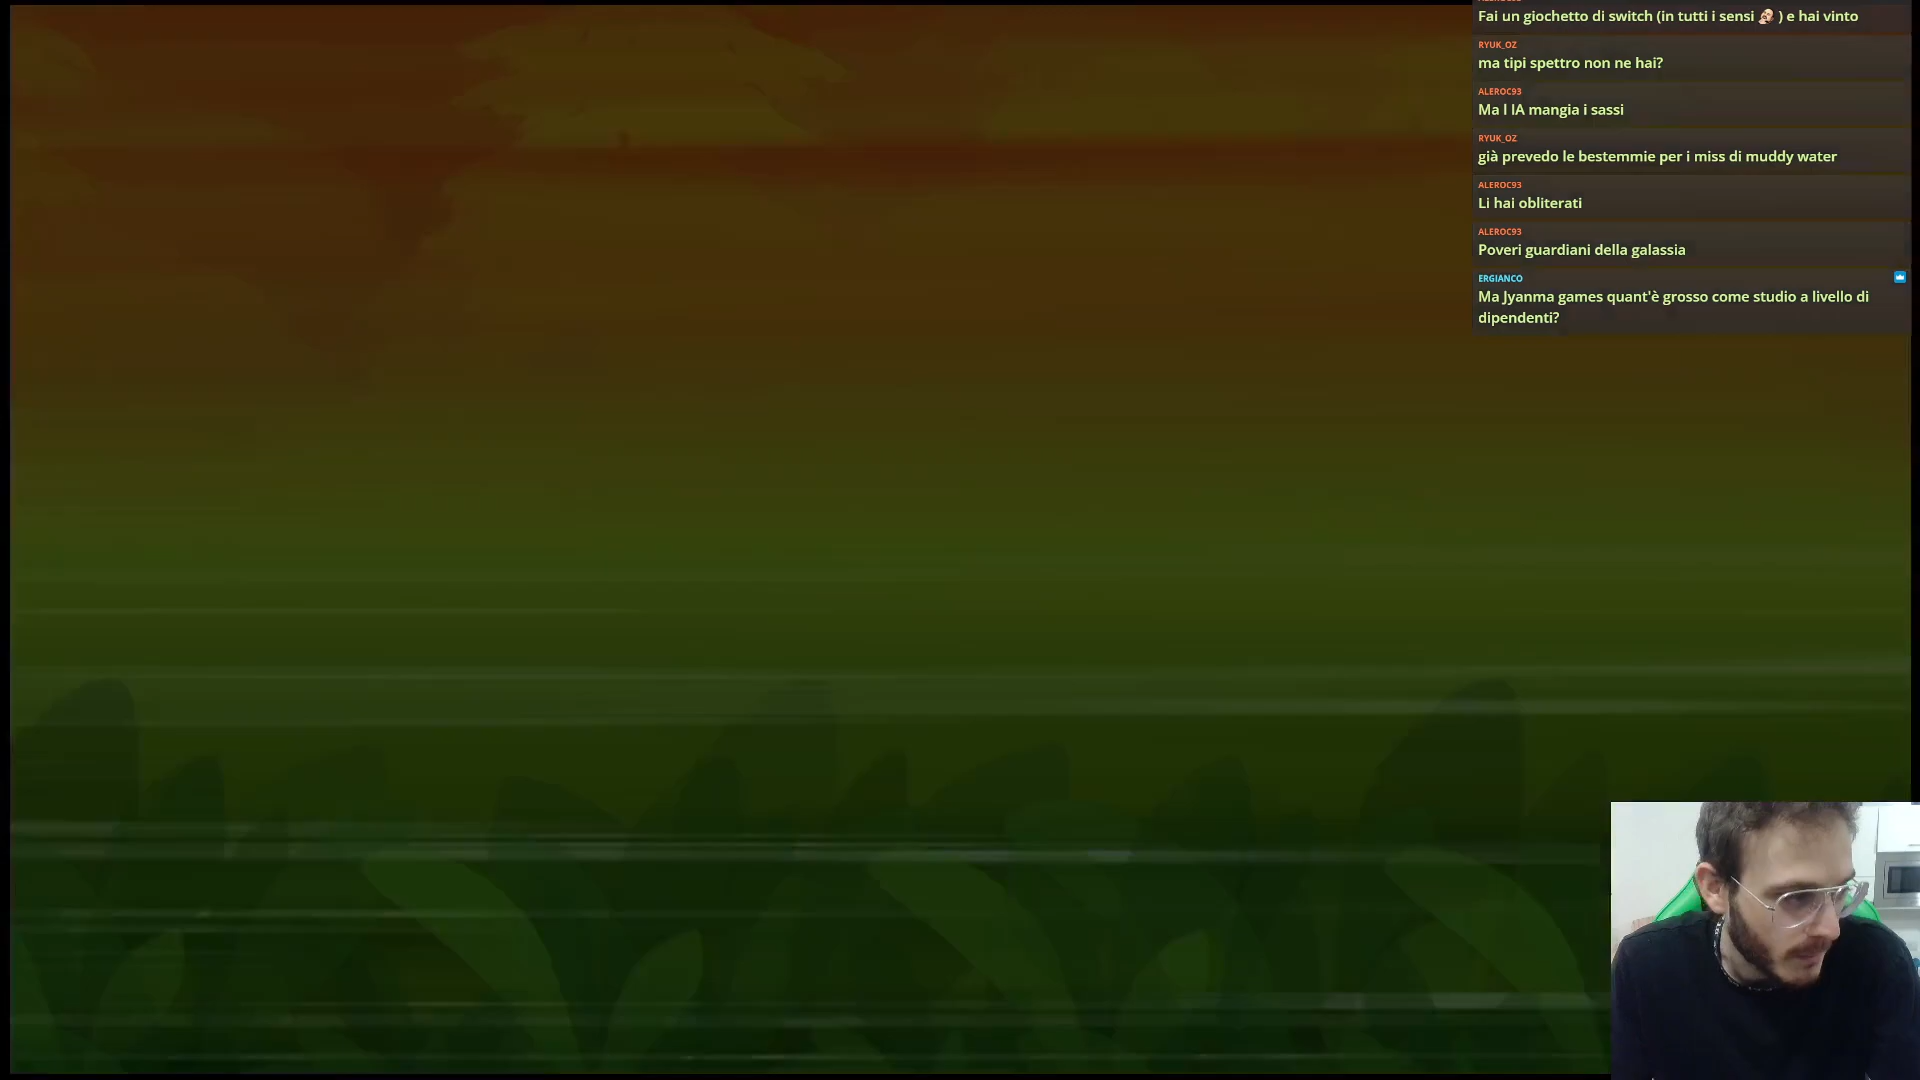 Fai un giochetto di switch (in tutti i sensi ) e hai vinto
RYUK_OZ
ma tipi spettro non ne hai?
ALEROC93
Ma l IA mangia i sassi
RYUK_OZ
già prevedo le bestemmie per i miss di muddy water
ALEROC93
Li hai obliterati
ALEROC93
Poveri guardiani della galassia
ERGIANCO
Ma Jyanma games quant'è grosso come studio a livello di
dipendenti?